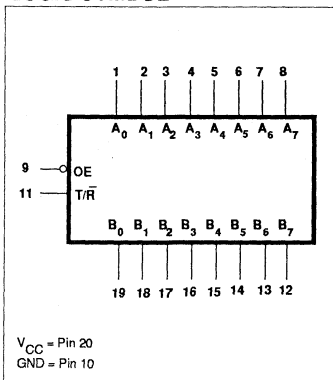 1 2 3 4 5 6 7 8
A0 A1 A2 A3 A4 A5 A6 A7
9 OE
11 T/R̅
B0 B1 B2 B3 B4 B5 B6 B7
19 18 17 16 15 14 13 12
VCC = Pin 20
GND = Pin 10